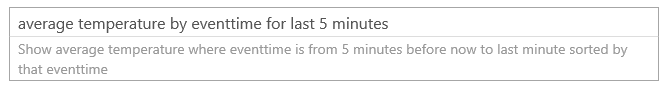 average temperature by eventtime for last 5 minutes
Show average temperature where eventtime is from 5 minutes before now to last minute sorted by
that eventtime